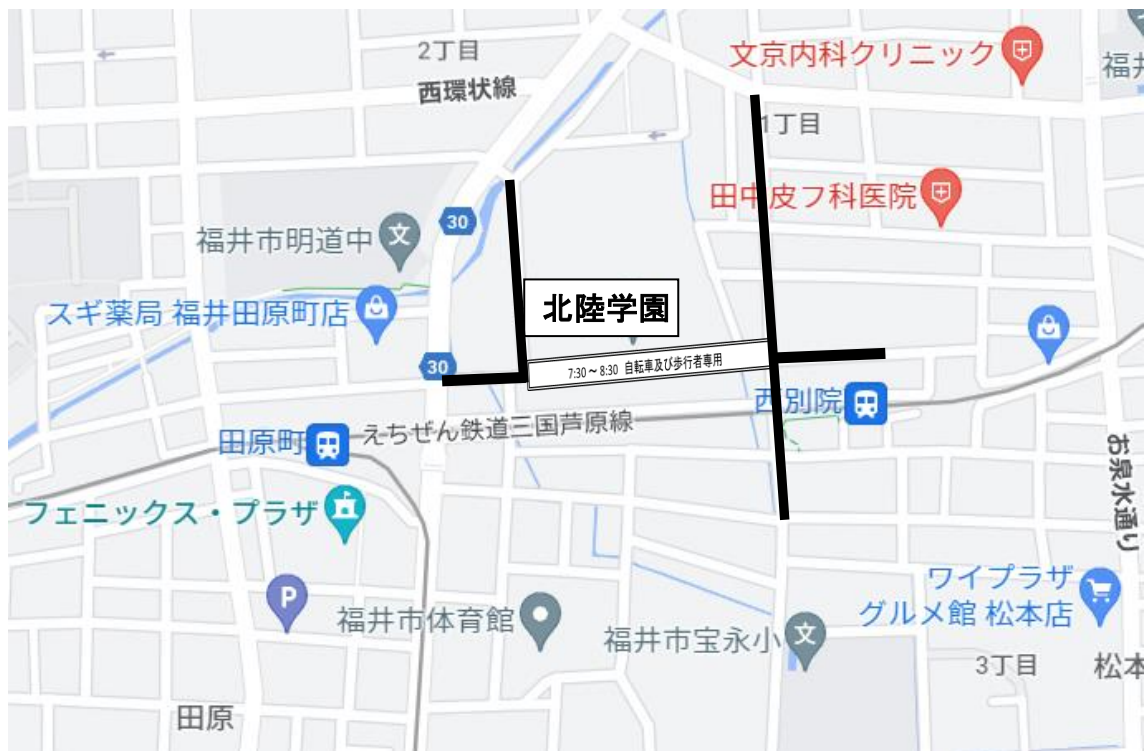 2丁目
西環状線
文京内科クリニック
福井
1丁目
田中皮フ科医院
30
福井市明道中
スギ薬局 福井田原町店
北陸学園
30
7:30～8:30 自転車及び歩行者専用
西別院
えちぜん鉄道三国芦原線
田原町
お泉水通り
フェニックス・プラザ
P
ワイプラザ
グルメ館 松本店
福井市体育館
福井市宝永小
3丁目
松本
田原